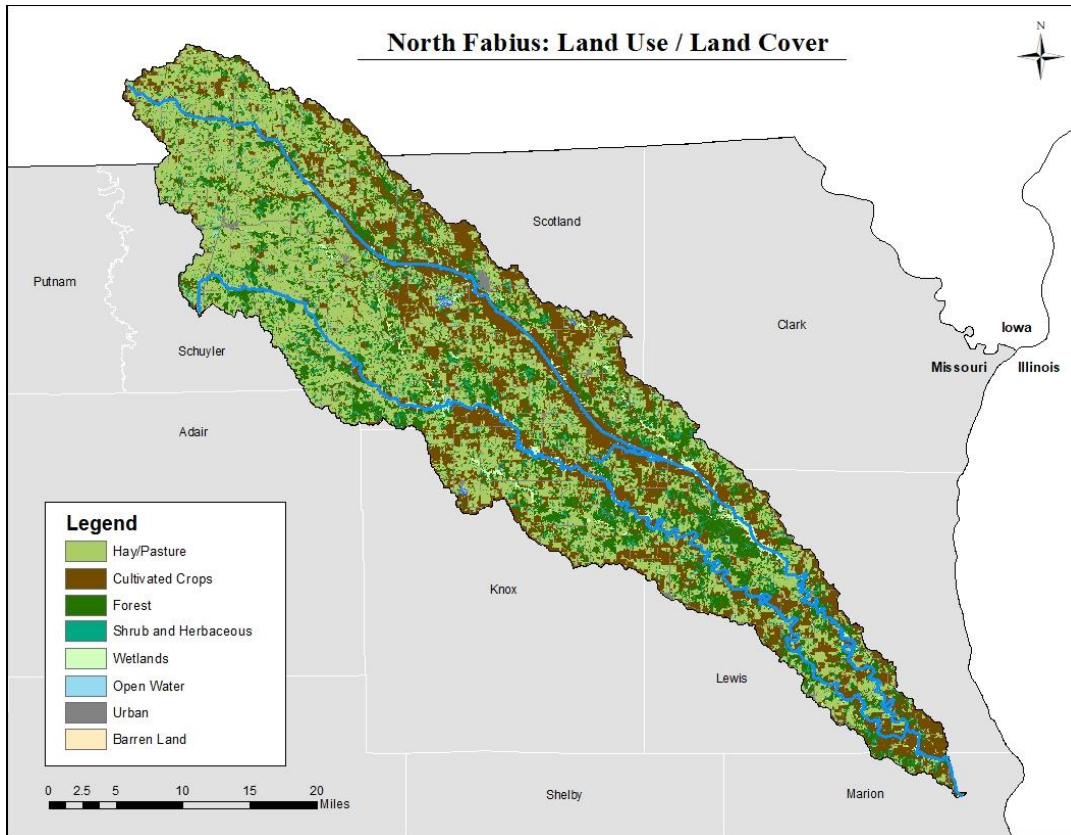 North Fabius: Land Use / Land Cover
N
Scotland
Putnam
Clark
Iowa
Schuyler
Missouri
Illinois
Adair
Legend
Hay/Pasture
Cultivated Crops
Forest
Shrub and Herbaceous
Wetlands
Open Water
Urban
Barren Land
Knox
Lewis
0 2.5 5 10 15 20
Miles
Shelby
Marion